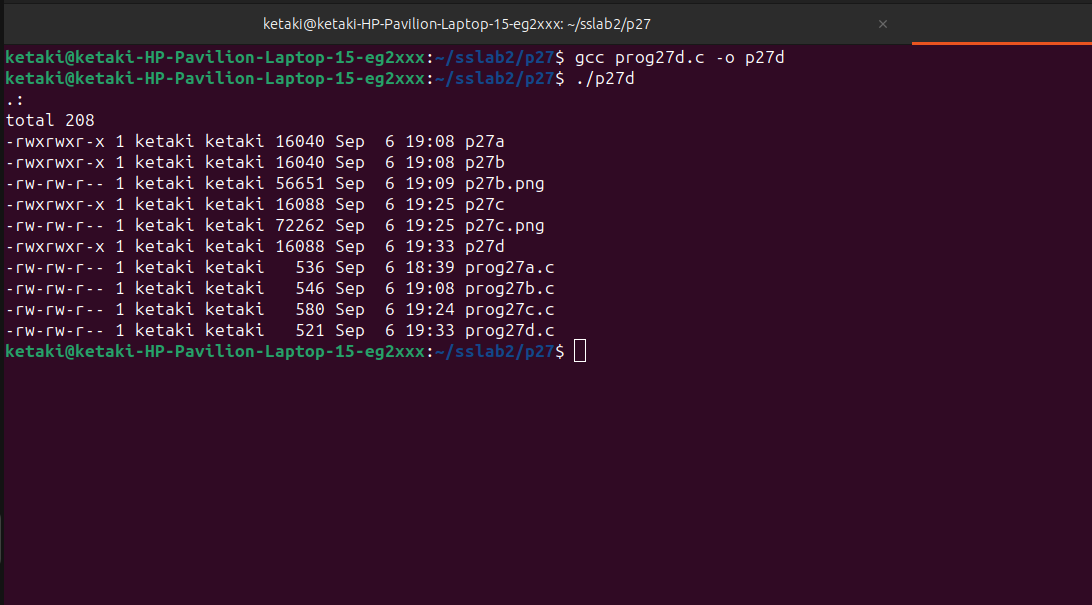 ketaki@ketaki-HP-Pavilion-Laptop-15-eg2xxx: ~/sslab2/p27 ×
ketaki@ketaki-HP-Pavilion-Laptop-15-eg2xxx:~/sslab2/p27$ gcc prog27d.c -o p27d
ketaki@ketaki-HP-Pavilion-Laptop-15-eg2xxx:~/sslab2/p27$ ./p27d
.:
total 208
-rwxrwxr-x 1 ketaki ketaki 16040 Sep  6 19:08 p27a
-rwxrwxr-x 1 ketaki ketaki 16040 Sep  6 19:08 p27b
-rw-rw-r-- 1 ketaki ketaki 56651 Sep  6 19:09 p27b.png
-rwxrwxr-x 1 ketaki ketaki 16088 Sep  6 19:25 p27c
-rw-rw-r-- 1 ketaki ketaki 72262 Sep  6 19:25 p27c.png
-rwxrwxr-x 1 ketaki ketaki 16088 Sep  6 19:33 p27d
-rw-rw-r-- 1 ketaki ketaki   536 Sep  6 18:39 prog27a.c
-rw-rw-r-- 1 ketaki ketaki   546 Sep  6 19:08 prog27b.c
-rw-rw-r-- 1 ketaki ketaki   580 Sep  6 19:24 prog27c.c
-rw-rw-r-- 1 ketaki ketaki   521 Sep  6 19:33 prog27d.c
ketaki@ketaki-HP-Pavilion-Laptop-15-eg2xxx:~/sslab2/p27$